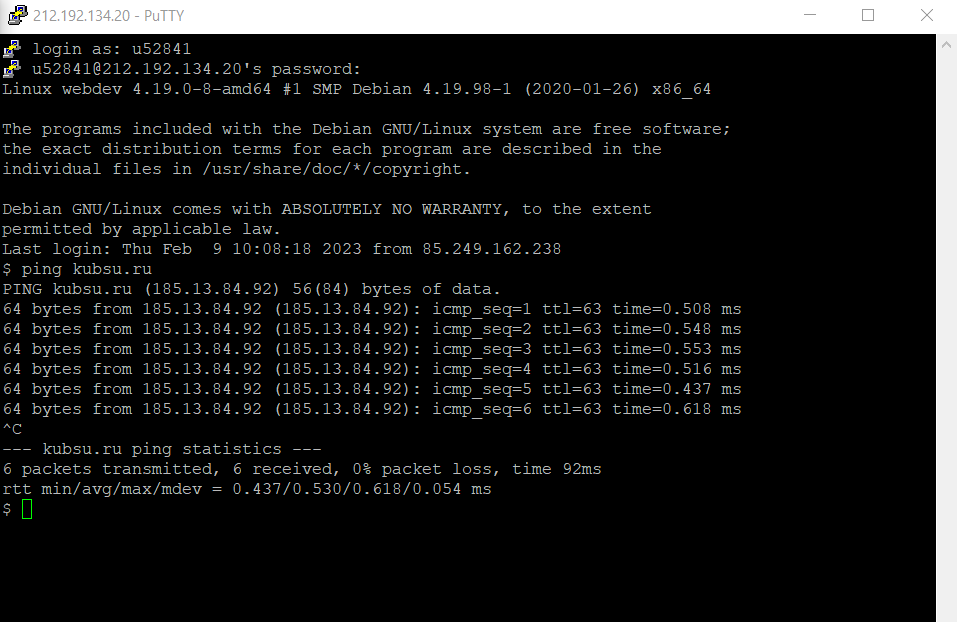 212.192.134.20 - PuTTY
login as: u52841
u52841@212.192.134.20's password:
Linux webdev 4.19.0-8-amd64 #1 SMP Debian 4.19.98-1 (2020-01-26) x86_64
The programs included with the Debian GNU/Linux system are free software;
the exact distribution terms for each program are described in the
individual files in /usr/share/doc/*/copyright.
Debian GNU/Linux comes with ABSOLUTELY NO WARRANTY, to the extent
permitted by applicable law.
Last login: Thu Feb  9 10:08:18 2023 from 85.249.162.238
$ ping kubsu.ru
PING kubsu.ru (185.13.84.92) 56(84) bytes of data.
64 bytes from 185.13.84.92 (185.13.84.92): icmp_seq=1 ttl=63 time=0.508 ms
64 bytes from 185.13.84.92 (185.13.84.92): icmp_seq=2 ttl=63 time=0.548 ms
64 bytes from 185.13.84.92 (185.13.84.92): icmp_seq=3 ttl=63 time=0.553 ms
64 bytes from 185.13.84.92 (185.13.84.92): icmp_seq=4 ttl=63 time=0.516 ms
64 bytes from 185.13.84.92 (185.13.84.92): icmp_seq=5 ttl=63 time=0.437 ms
64 bytes from 185.13.84.92 (185.13.84.92): icmp_seq=6 ttl=63 time=0.618 ms
^C
--- kubsu.ru ping statistics ---
6 packets transmitted, 6 received, 0% packet loss, time 92ms
rtt min/avg/max/mdev = 0.437/0.530/0.618/0.054 ms
$